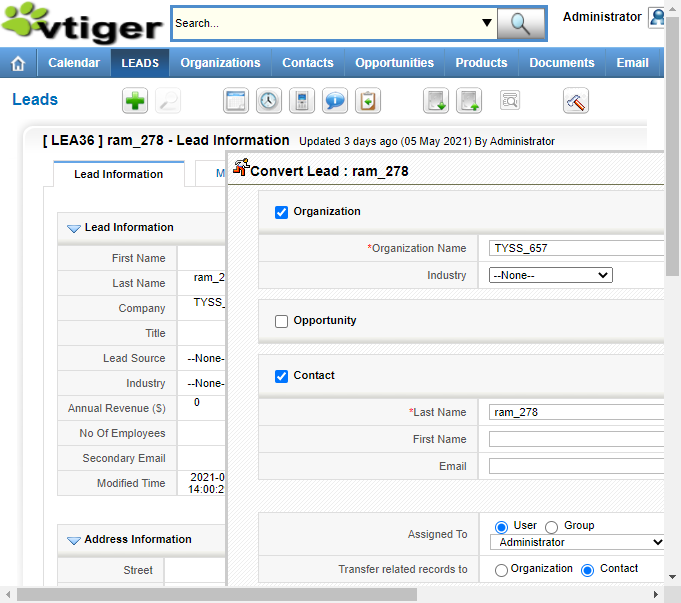 vtiger
Search...
Administrator
Calendar LEADS Organizations Contacts Opportunities Products Documents Email
Leads
[ LEA36 ] ram_278 - Lead Information Updated 3 days ago (05 May 2021) By Administrator
Lead Information M
Convert Lead : ram_278
Lead Information
First Name
Last Name ram_2
Company TYSS_
Title
Lead Source --None-
Industry --None-
Annual Revenue ($) 0
No Of Employees
Secondary Email
Modified Time 2021-0
14:00:2
Address Information
Street
Organization
*Organization Name TYSS_657
Industry --None--
Opportunity
Contact
*Last Name ram_278
First Name
Email
Assigned To User Group
Administrator
Transfer related records to Organization Contact